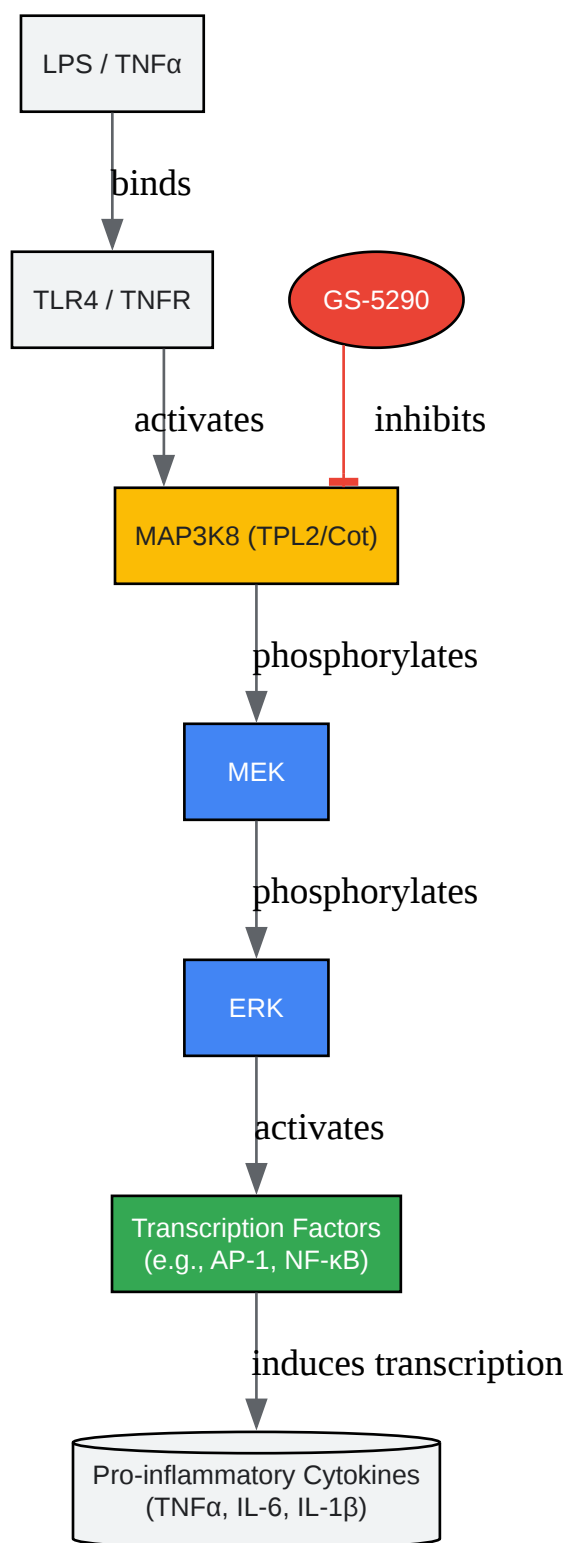 LPS / TNFα
binds
TLR4 / TNFR
GS-5290
activates
inhibits
MAP3K8 (TPL2/Cot)
phosphorylates
MEK
phosphorylates
ERK
activates
Transcription Factors
(e.g., AP-1, NF-κB)
induces transcription
Pro-inflammatory Cytokines
(TNFα, IL-6, IL-1β)